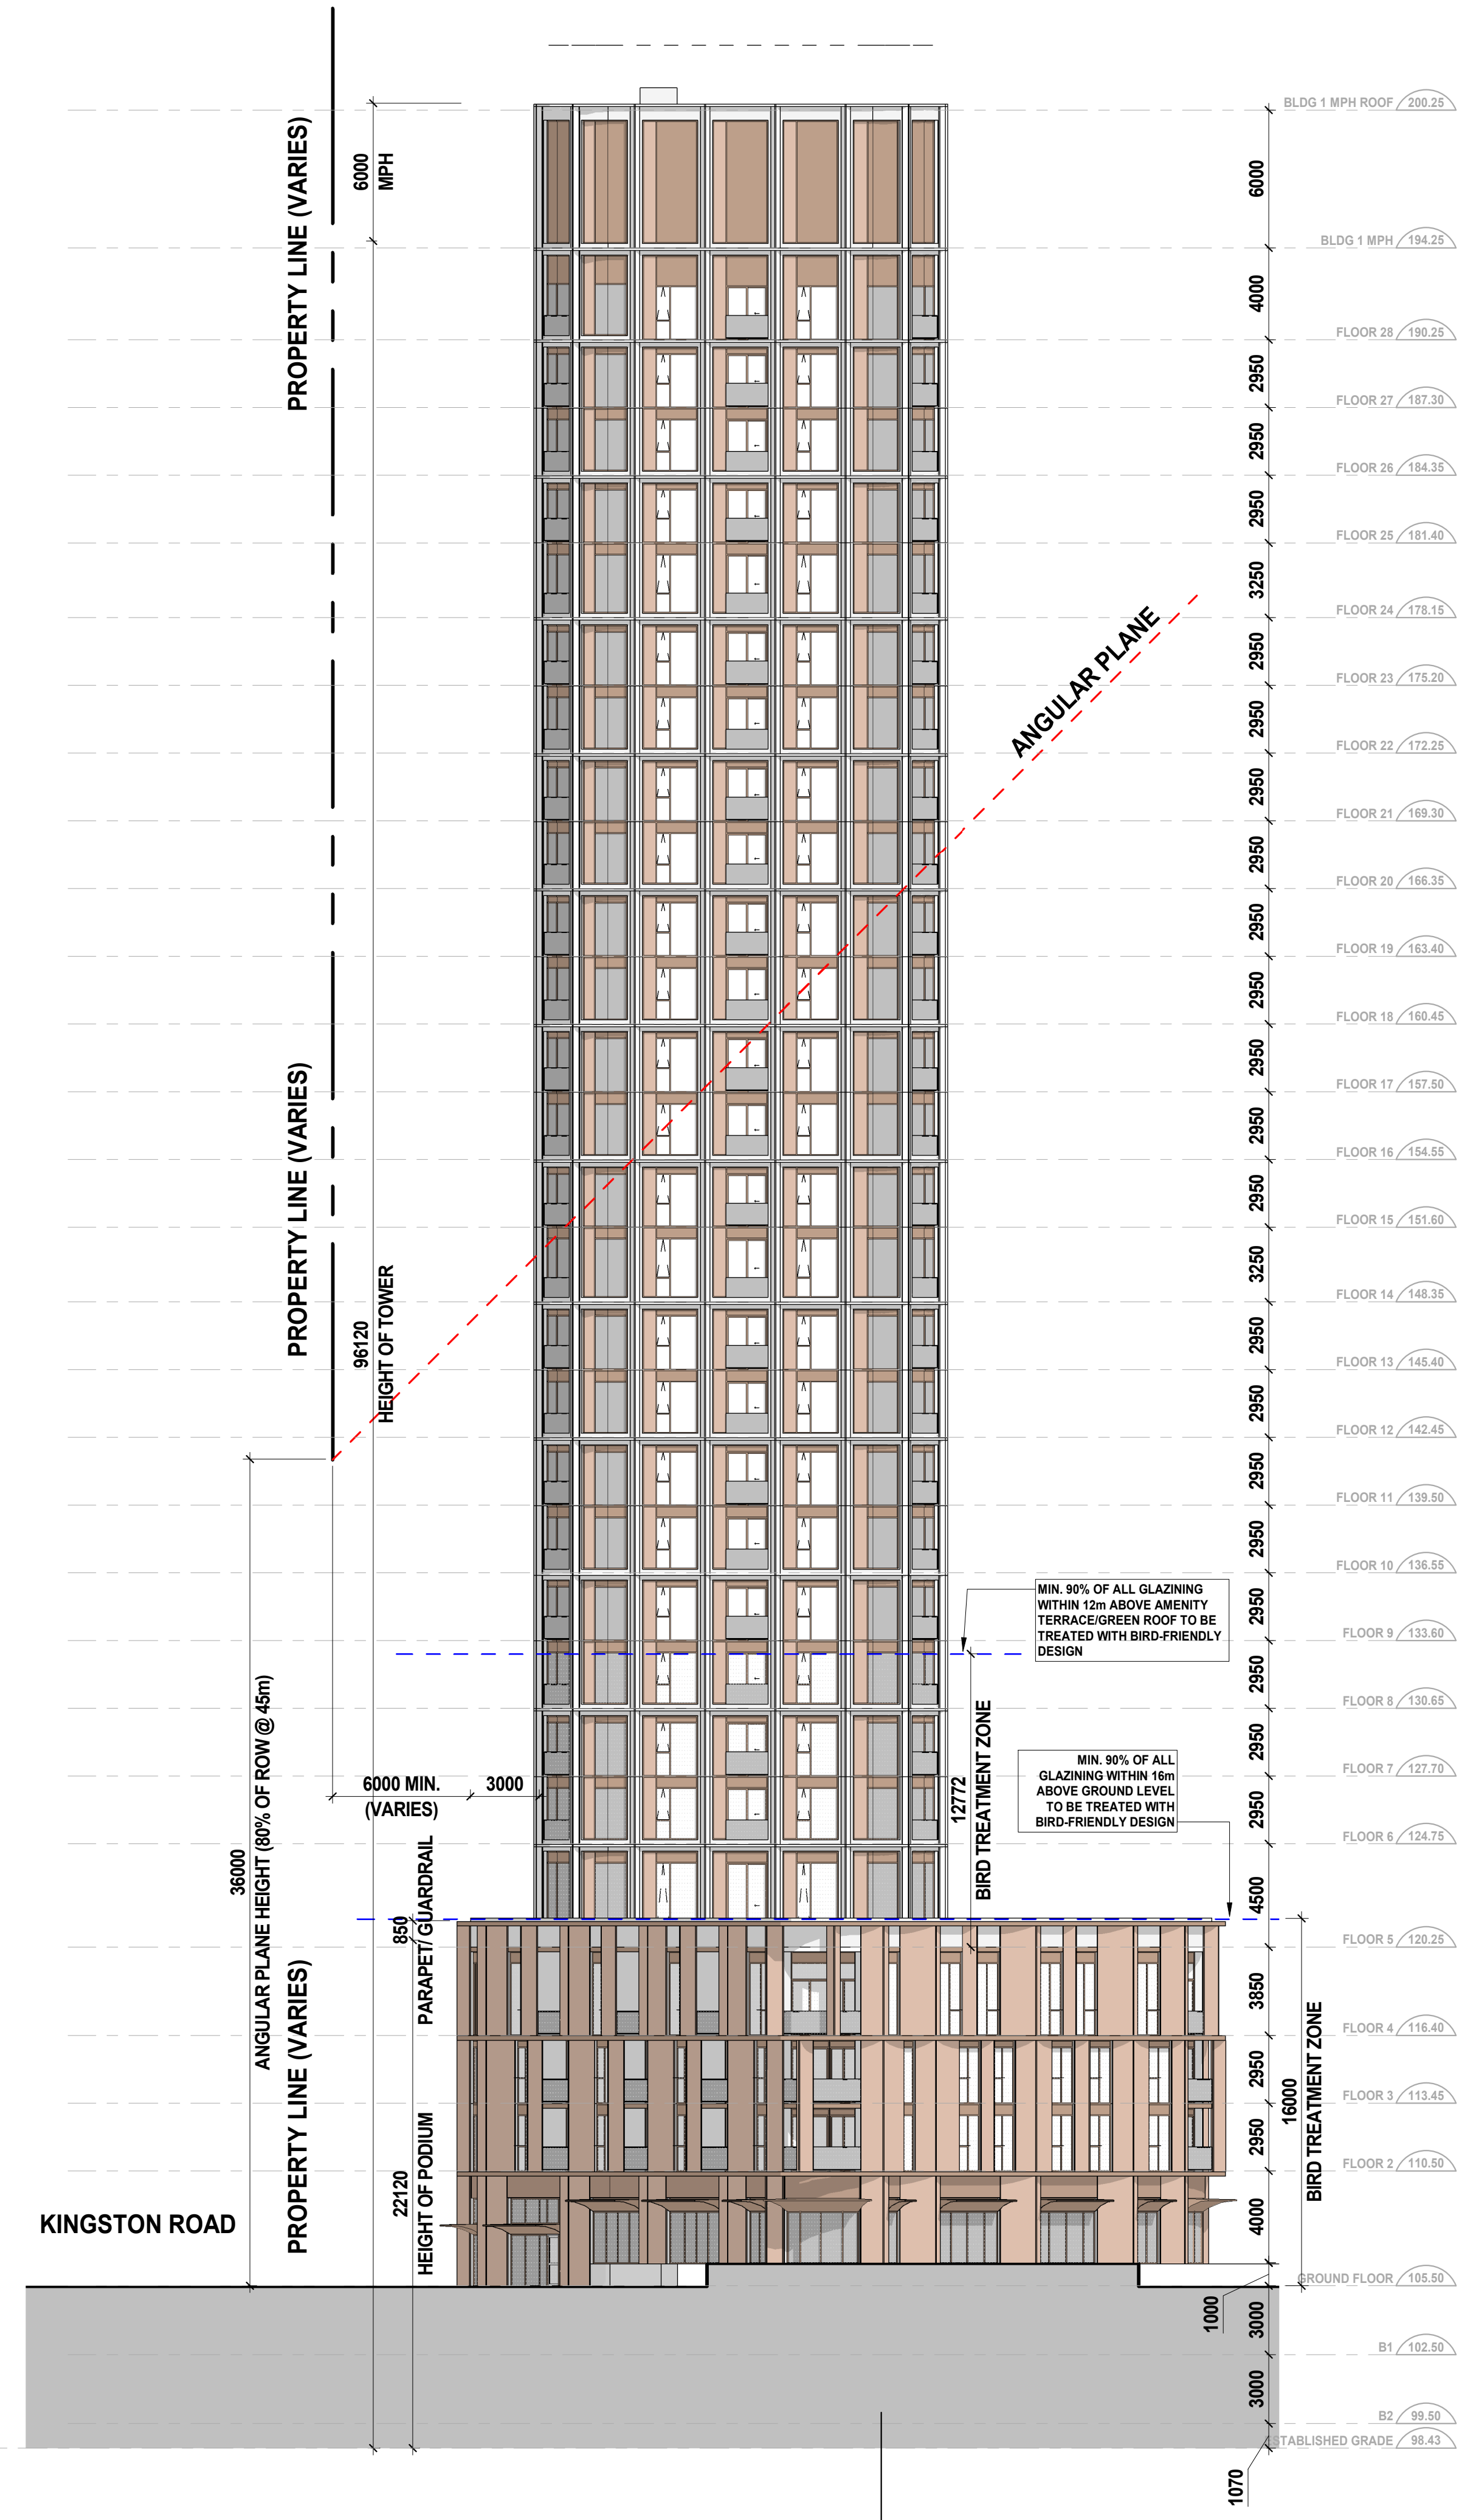 BLDG 1 MPH ROOF 200.25
PROPERTY LINE (VARIES)
6000
MPH
6000
BLDG 1 MPH 194.25
4000
FLOOR 28 190.25
2950
FLOOR 27 187.30
2950
FLOOR 26 184.35
2950
FLOOR 25 181.40
3250
FLOOR 24 178.15
ANGULAR PLANE
2950
FLOOR 23 175.20
2950
FLOOR 22 172.25
2950
FLOOR 21 169.30
2950
FLOOR 20 166.35
2950
FLOOR 19 163.40
2950
FLOOR 18 160.45
2950
FLOOR 17 157.50
PROPERTY LINE (VARIES)
2950
FLOOR 16 154.55
2950
FLOOR 15 151.60
3250
FLOOR 14 148.35
96120
HEIGHT OF TOWER
2950
FLOOR 13 145.40
2950
FLOOR 12 142.45
2950
FLOOR 11 139.50
2950
FLOOR 10 136.55
MIN. 90% OF ALL GLAZINING
WITHIN 12m ABOVE AMENITY
TERRACE/GREEN ROOF TO BE
TREATED WITH BIRD-FRIENDLY
DESIGN
2950
FLOOR 9 133.60
2950
FLOOR 8 130.65
2950
FLOOR 7 127.70
12772
BIRD TREATMENT ZONE
MIN. 90% OF ALL
GLAZINING WITHIN 16m
ABOVE GROUND LEVEL
TO BE TREATED WITH
BIRD-FRIENDLY DESIGN
6000 MIN.
(VARIES)
3000
2950
FLOOR 6 124.75
36000
ANGULAR PLANE HEIGHT (80% OF ROW @ 45m)
850
PARAPET/ GUARDRAIL
4500
FLOOR 5 120.25
3850
FLOOR 4 116.40
PROPERTY LINE (VARIES)
2950
FLOOR 3 113.45
16000
BIRD TREATMENT ZONE
2950
FLOOR 2 110.50
22120
HEIGHT OF PODIUM
KINGSTON ROAD
4000
GROUND FLOOR 105.50
1000
3000
B1 102.50
3000
B2 99.50
ESTABLISHED GRADE 98.43
1070